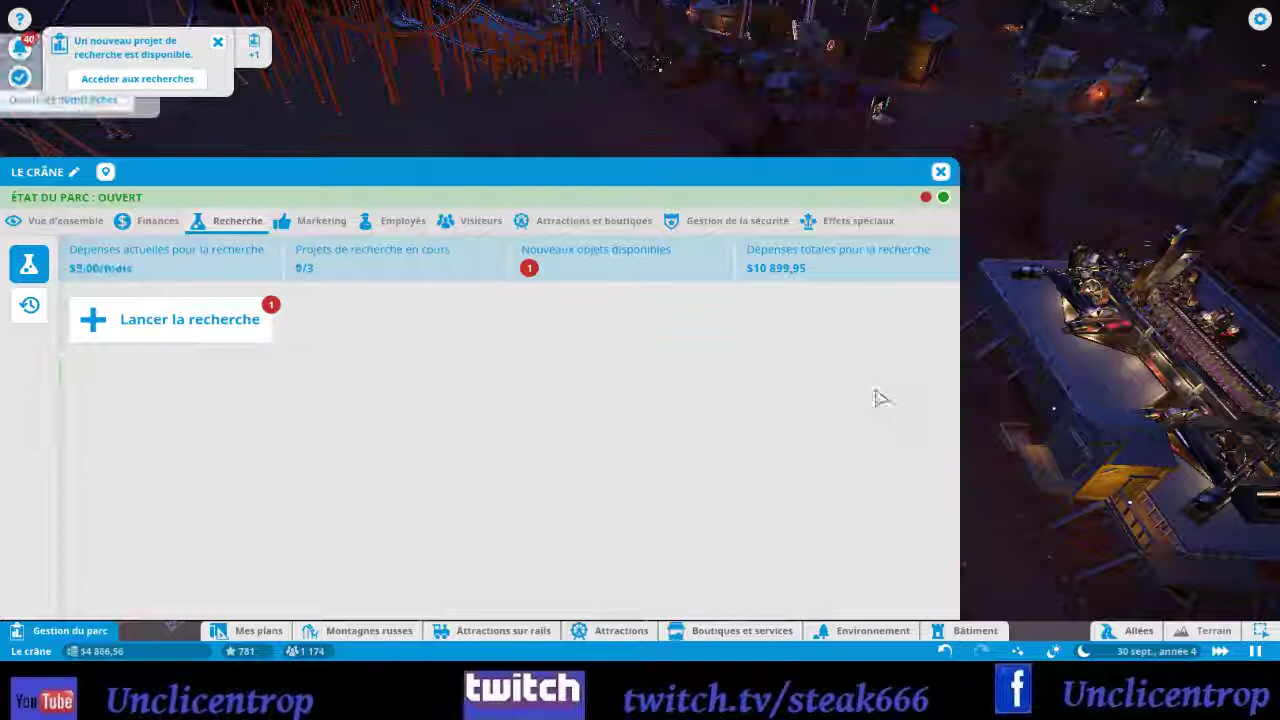 ?
40
Un nouveau projet de
recherche est disponible.
+1
Accéder aux recherches
LE CRÂNE
ÉTAT DU PARC : OUVERT
Vue d'ensemble Finances Recherche Marketing Employés Visiteurs Attractions et boutiques Gestion de la sécurité Effets spéciaux
Dépenses actuelles pour la recherche Projets de recherche en cours Nouveaux objets disponibles Dépenses totales pour la recherche
0/3 1 $10 899,95
1
Lancer la recherche
Gestion du parc Mes plans Montagnes russes Attractions sur rails Attractions Boutiques et services Environnement Bâtiment Allées Terrain
Le crâne $4 886,56 781 1 174 30 sept., année 4
You Tube Unclicentrop twitch twitch.tv/steak666 f Unclicentrop